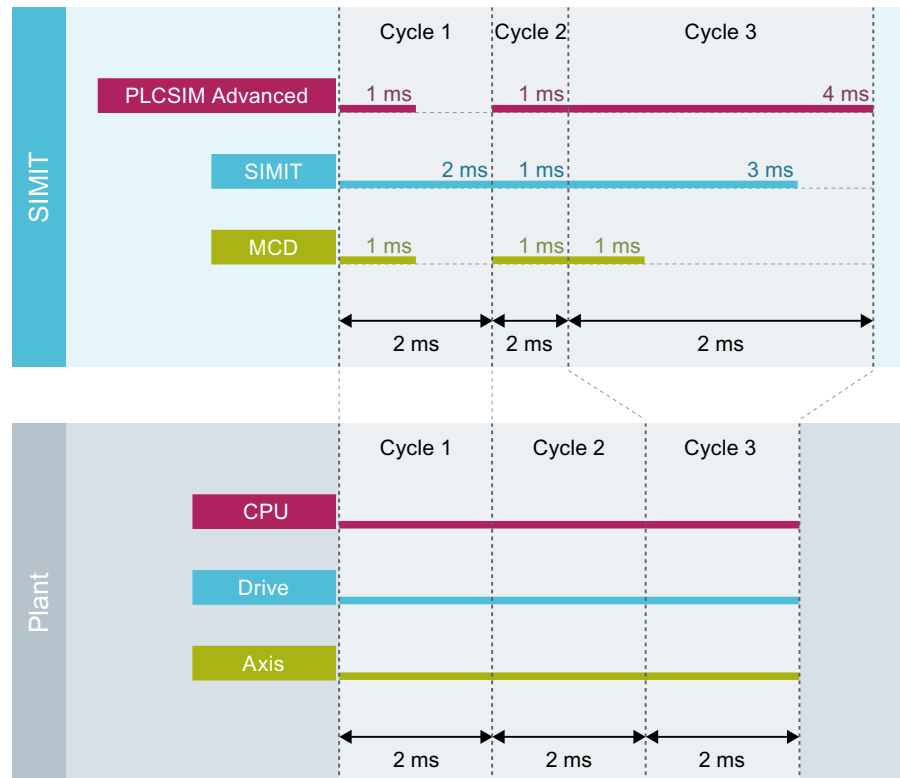 SIMIT
Cycle 1 Cycle 2 Cycle 3
PLCSIM Advanced 1 ms 1 ms 4 ms
SIMIT 2 ms 1 ms 3 ms
MCD 1 ms 1 ms 1 ms
2 ms 2 ms 2 ms
Plant
Cycle 1 Cycle 2 Cycle 3
CPU
Drive
Axis
2 ms 2 ms 2 ms